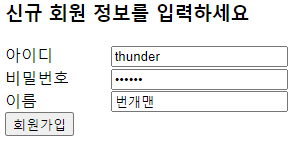 신규 회원 정보를 입력하세요
아이디 thunder
비밀번호 ••••••
이름 번개맨
회원가입